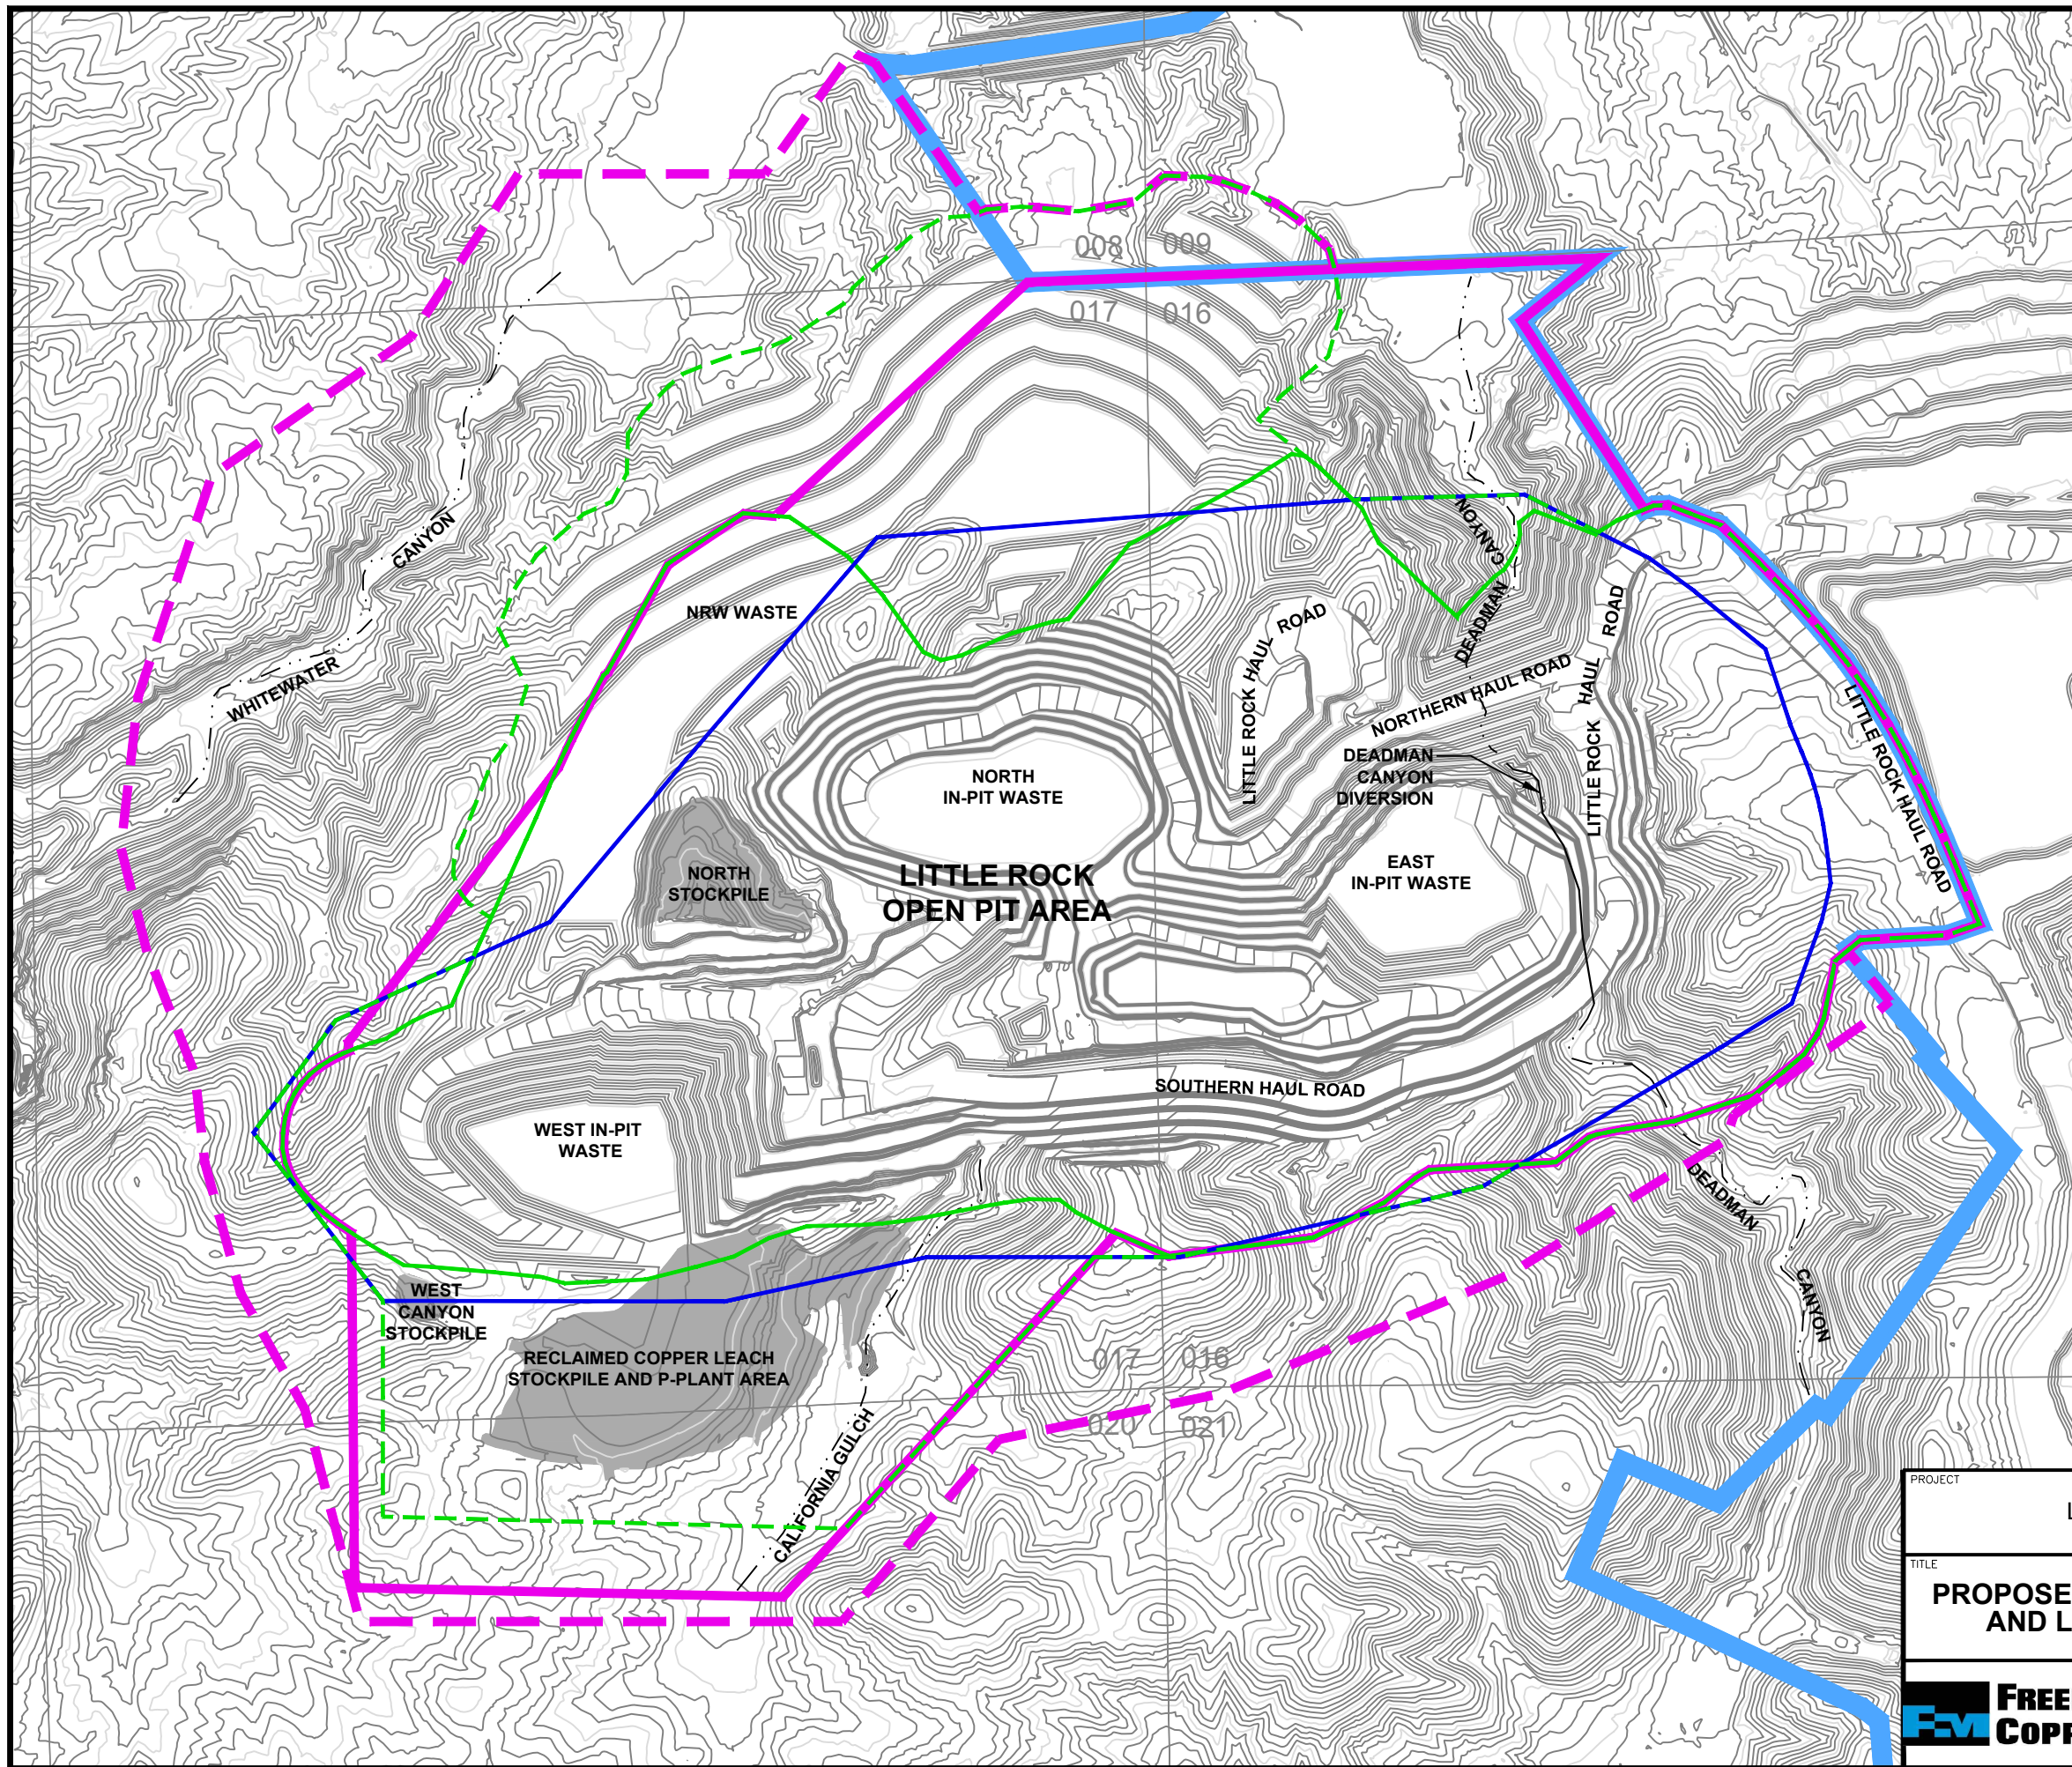 008
009
017
016
CANYON
WHITEWATER
NRW WASTE
LITTLE ROCK HAUL ROAD
CANYON
DEADMAN
NORTHERN HAUL ROAD
LITTLE ROCK HAUL ROAD
LITTLE ROCK HAUL ROAD
DEADMAN
CANYON
DIVERSION
NORTH
IN-PIT WASTE
NORTH
STOCKPILE
LITTLE ROCK
OPEN PIT AREA
EAST
IN-PIT WASTE
SOUTHERN HAUL ROAD
WEST IN-PIT
WASTE
DEADMAN
CANYON
WEST
CANYON
STOCKPILE
RECLAIMED COPPER LEACH
STOCKPILE AND P-PLANT AREA
CALIFORNIA GULCH
017
016
020
021
PROJECT
L
TITLE
PROPOSE
AND L
FM
FREE
COPP